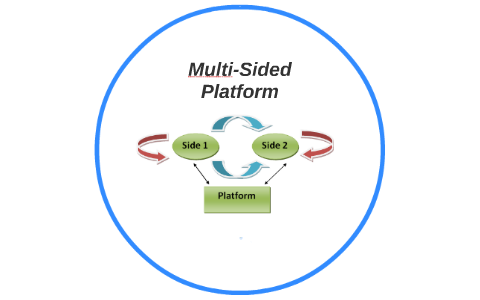 Multi-Sided
Platform
Side 1
Side 2
Platform